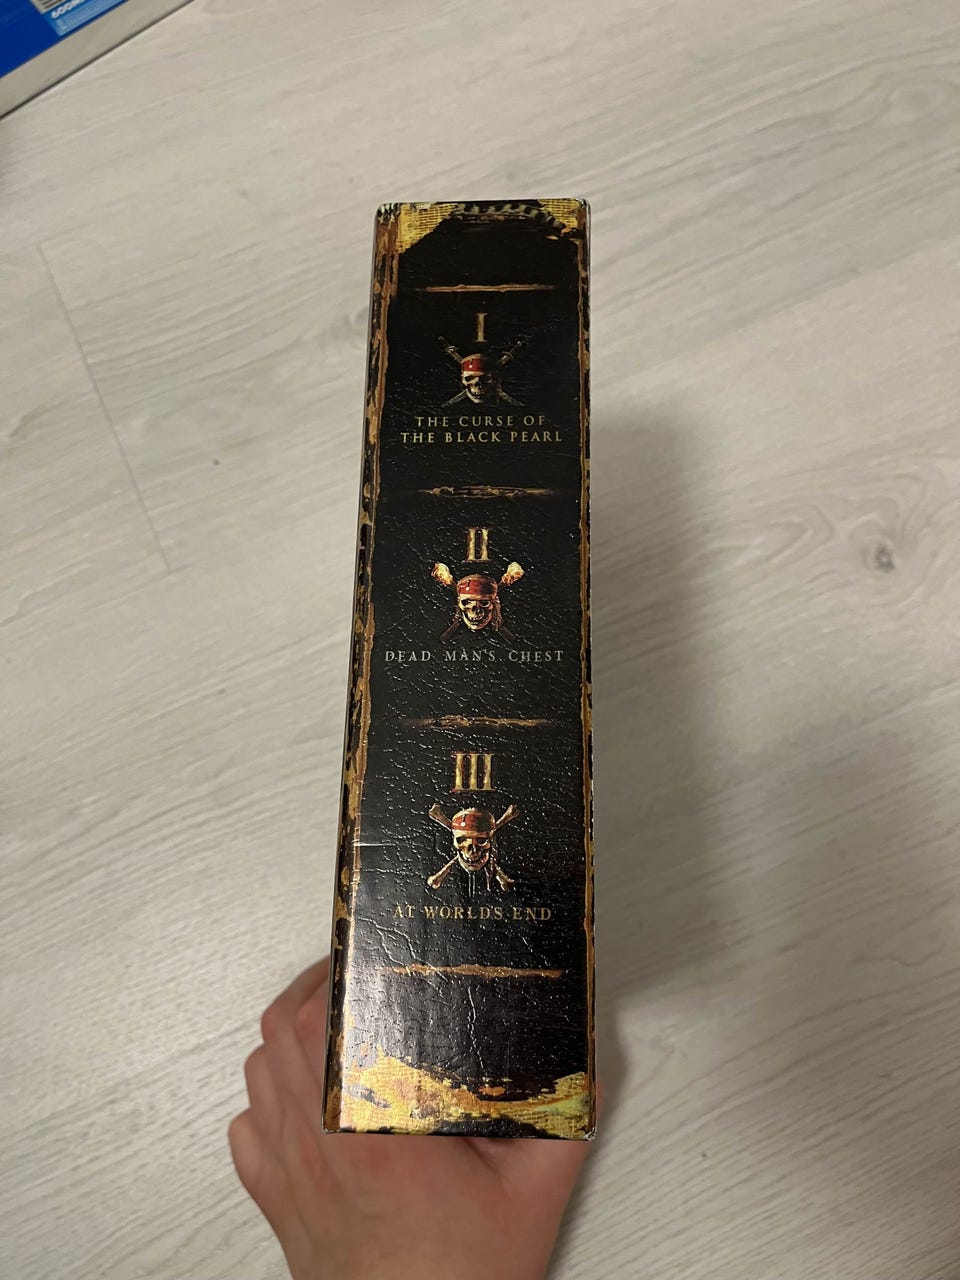 I
THE CURSE OF
THE BLACK PEARL
II
DEAD MAN'S CHEST
III
AT WORLD'S END